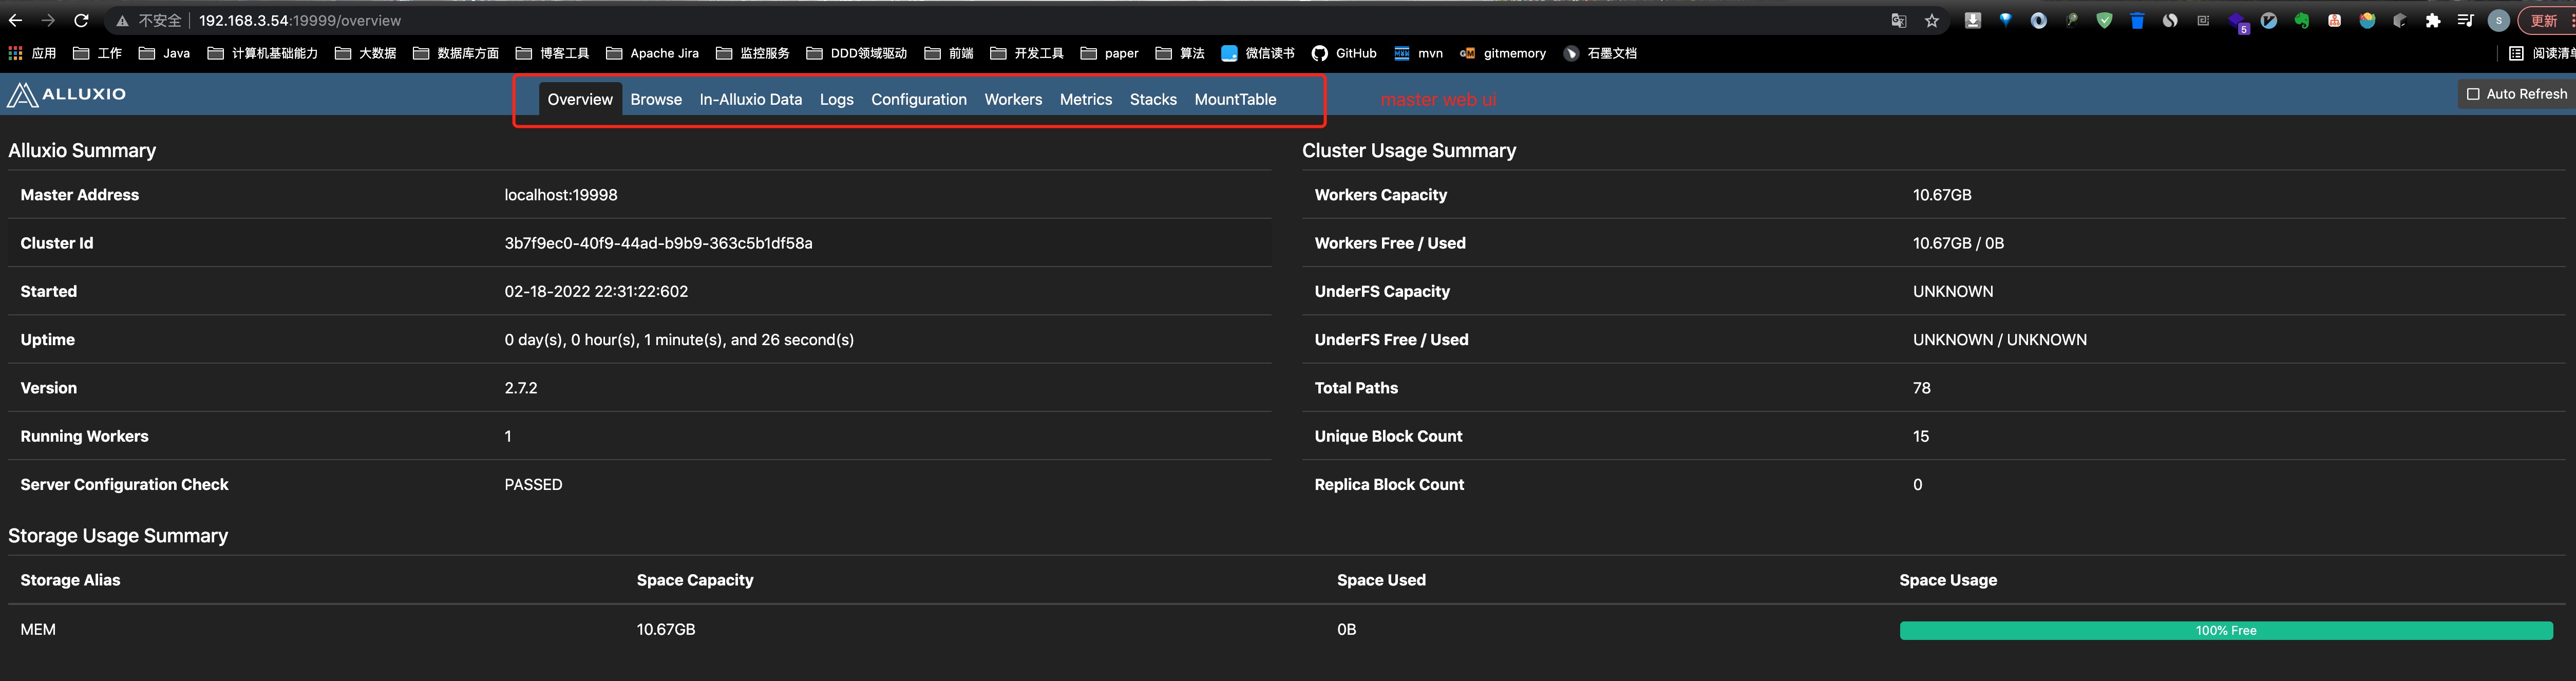 不安全 192.168.3.54:19999/overview 更新
应用 工作 Java 计算机基础能力 大数据 数据库方面 博客工具 Apache Jira 监控服务 DDD领域驱动 前端 开发工具 paper 算法 微信读书 GitHub mvn gitmemory 石墨文档 阅读清单
5
ALLUXIO Overview Browse In-Alluxio Data Logs Configuration Workers Metrics Stacks MountTable master web ui Auto Refresh
Alluxio Summary
Master Address localhost:19998
Cluster Id 3b7f9ec0-40f9-44ad-b9b9-363c5b1df58a
Started 02-18-2022 22:31:22:602
Uptime 0 day(s), 0 hour(s), 1 minute(s), and 26 second(s)
Version 2.7.2
Running Workers 1
Server Configuration Check PASSED
Cluster Usage Summary
Workers Capacity 10.67GB
Workers Free / Used 10.67GB / 0B
UnderFS Capacity UNKNOWN
UnderFS Free / Used UNKNOWN / UNKNOWN
Total Paths 78
Unique Block Count 15
Replica Block Count 0
Storage Usage Summary
Storage Alias Space Capacity Space Used Space Usage
MEM 10.67GB 0B 100% Free